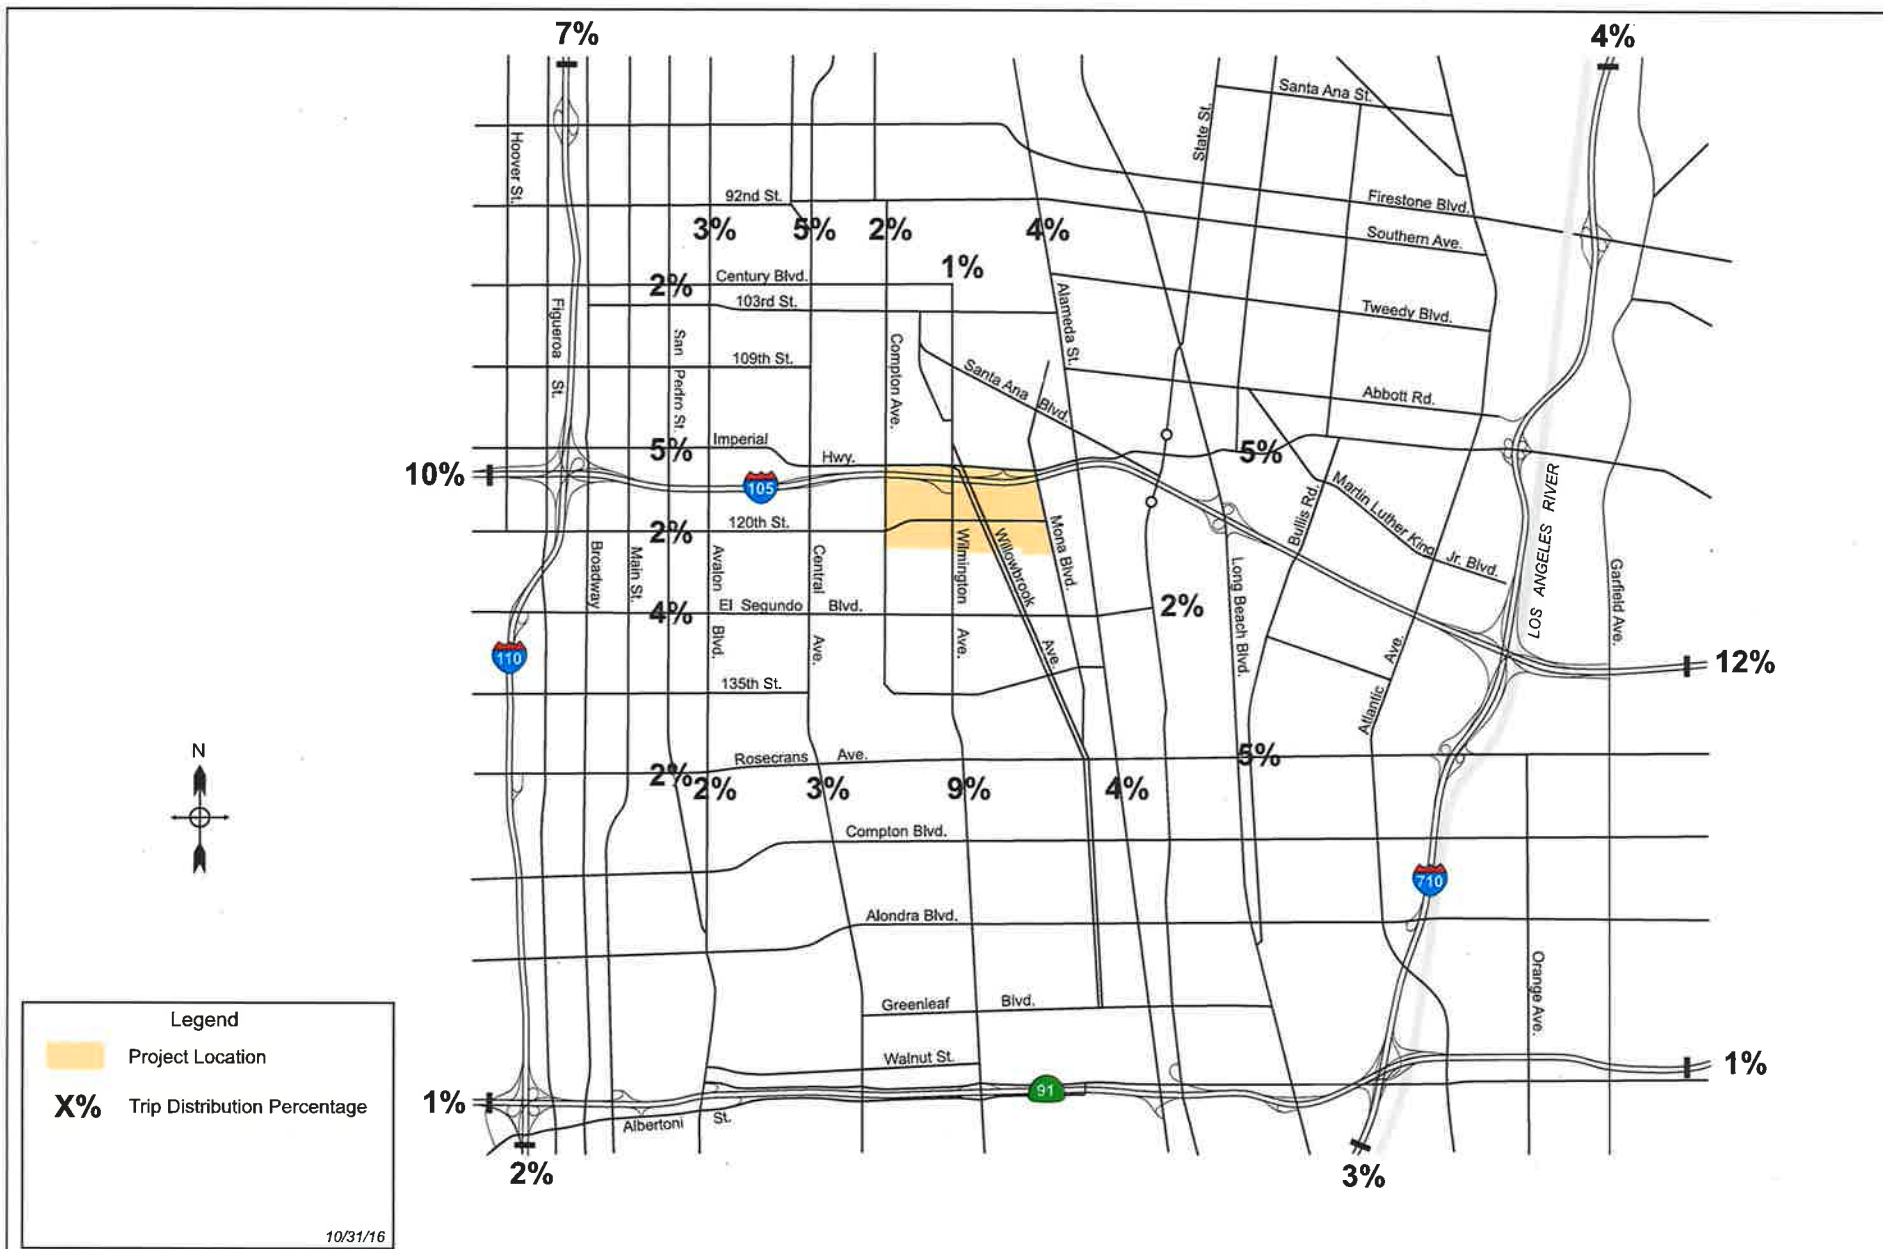 7%
4%
Santa Ana St.
State St.
Hoover St.
92nd St.
Firestone Blvd.
3%
5%
2%
4%
Southern Ave.
1%
2%
Century Blvd.
103rd St.
Figueroa St.
San Pedro St.
Alameda St.
Tweedy Blvd.
109th St.
Compton Ave.
Santa Ana Blvd.
Abbott Rd.
5%
Imperial Hwy.
5%
10%
105
Martin Luther King Jr. Blvd.
LOS ANGELES RIVER
Bullis Rd.
2%
120th St.
Mona Blvd.
Broadway
Main St.
Avalon Blvd.
Central Ave.
Wilmington Ave.
Willowbrook Ave.
Long Beach Blvd.
Garfield Ave.
4%
El Segundo Blvd.
2%
110
12%
135th St.
Atlantic Ave.
N
Rosecrans Ave.
5%
2%
2%
3%
9%
4%
Compton Blvd.
710
Alondra Blvd.
Orange Ave.
Greenleaf Blvd.
Walnut St.
1%
91
1%
Albertoni St.
2%
3%
Legend
Project Location
X% Trip Distribution Percentage
10/31/16